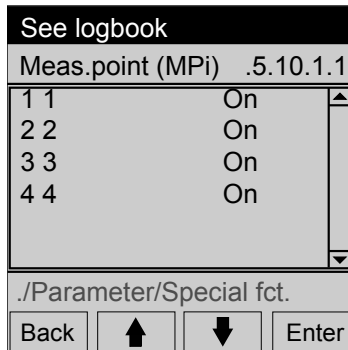 See logbook
Meas.point (MPi) .5.10.1.1
1 1 On
2 2 On
3 3 On
4 4 On
./Parameter/Special fct.
Back Enter